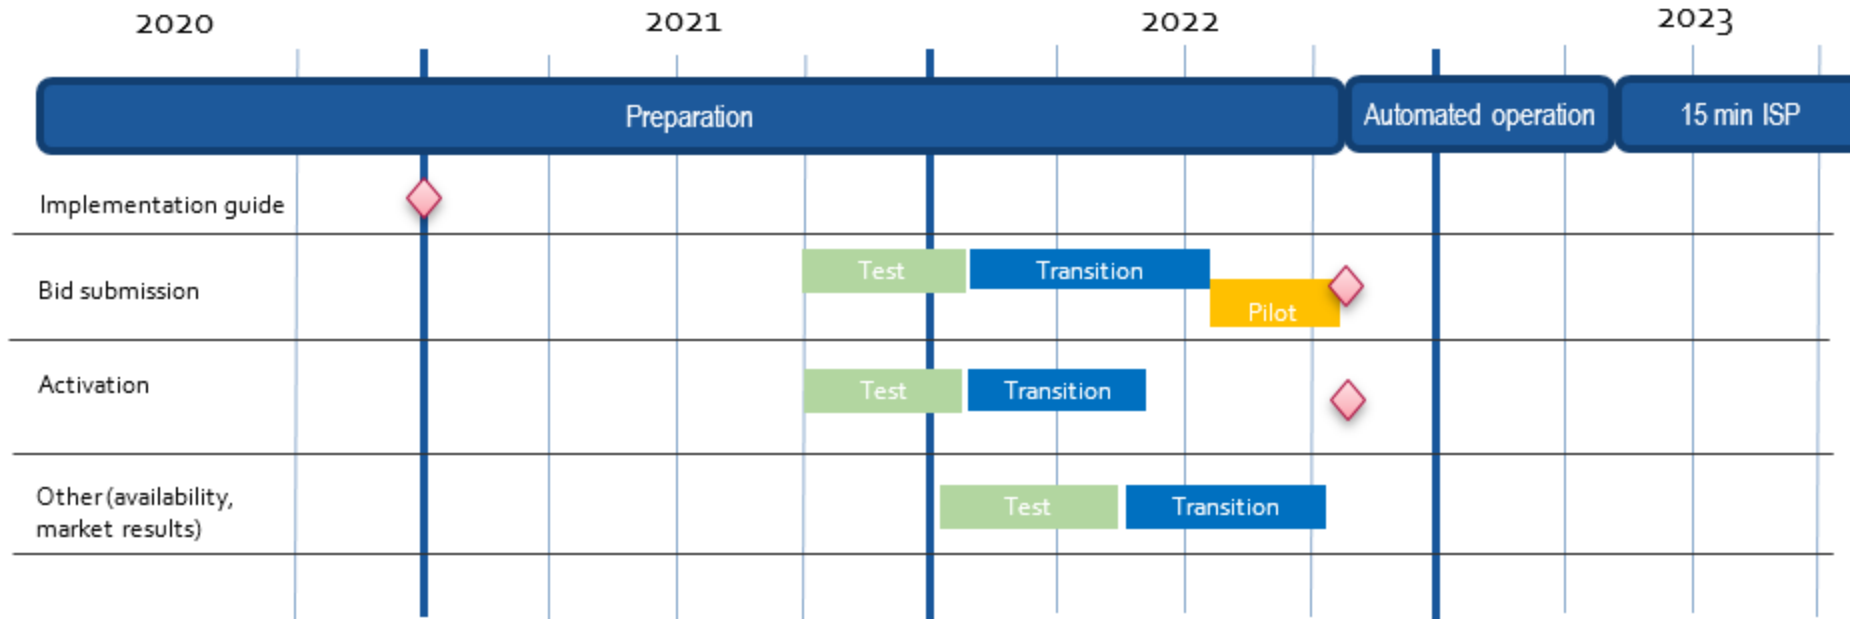 2020 2021 2022 2023
Preparation Automated operation 15 min ISP
Implementation guide
Bid submission Test Transition
Pilot
Activation Test Transition
Other (availability,
market results) Test Transition